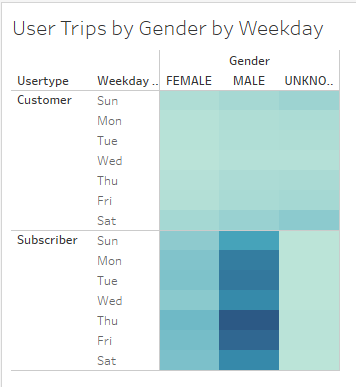 User Trips by Gender by Weekday
Gender
Usertype Weekday .. FEMALE MALE UNKNO..
Customer Sun
Mon
Tue
Wed
Thu
Fri
Sat
Subscriber Sun
Mon
Tue
Wed
Thu
Fri
Sat